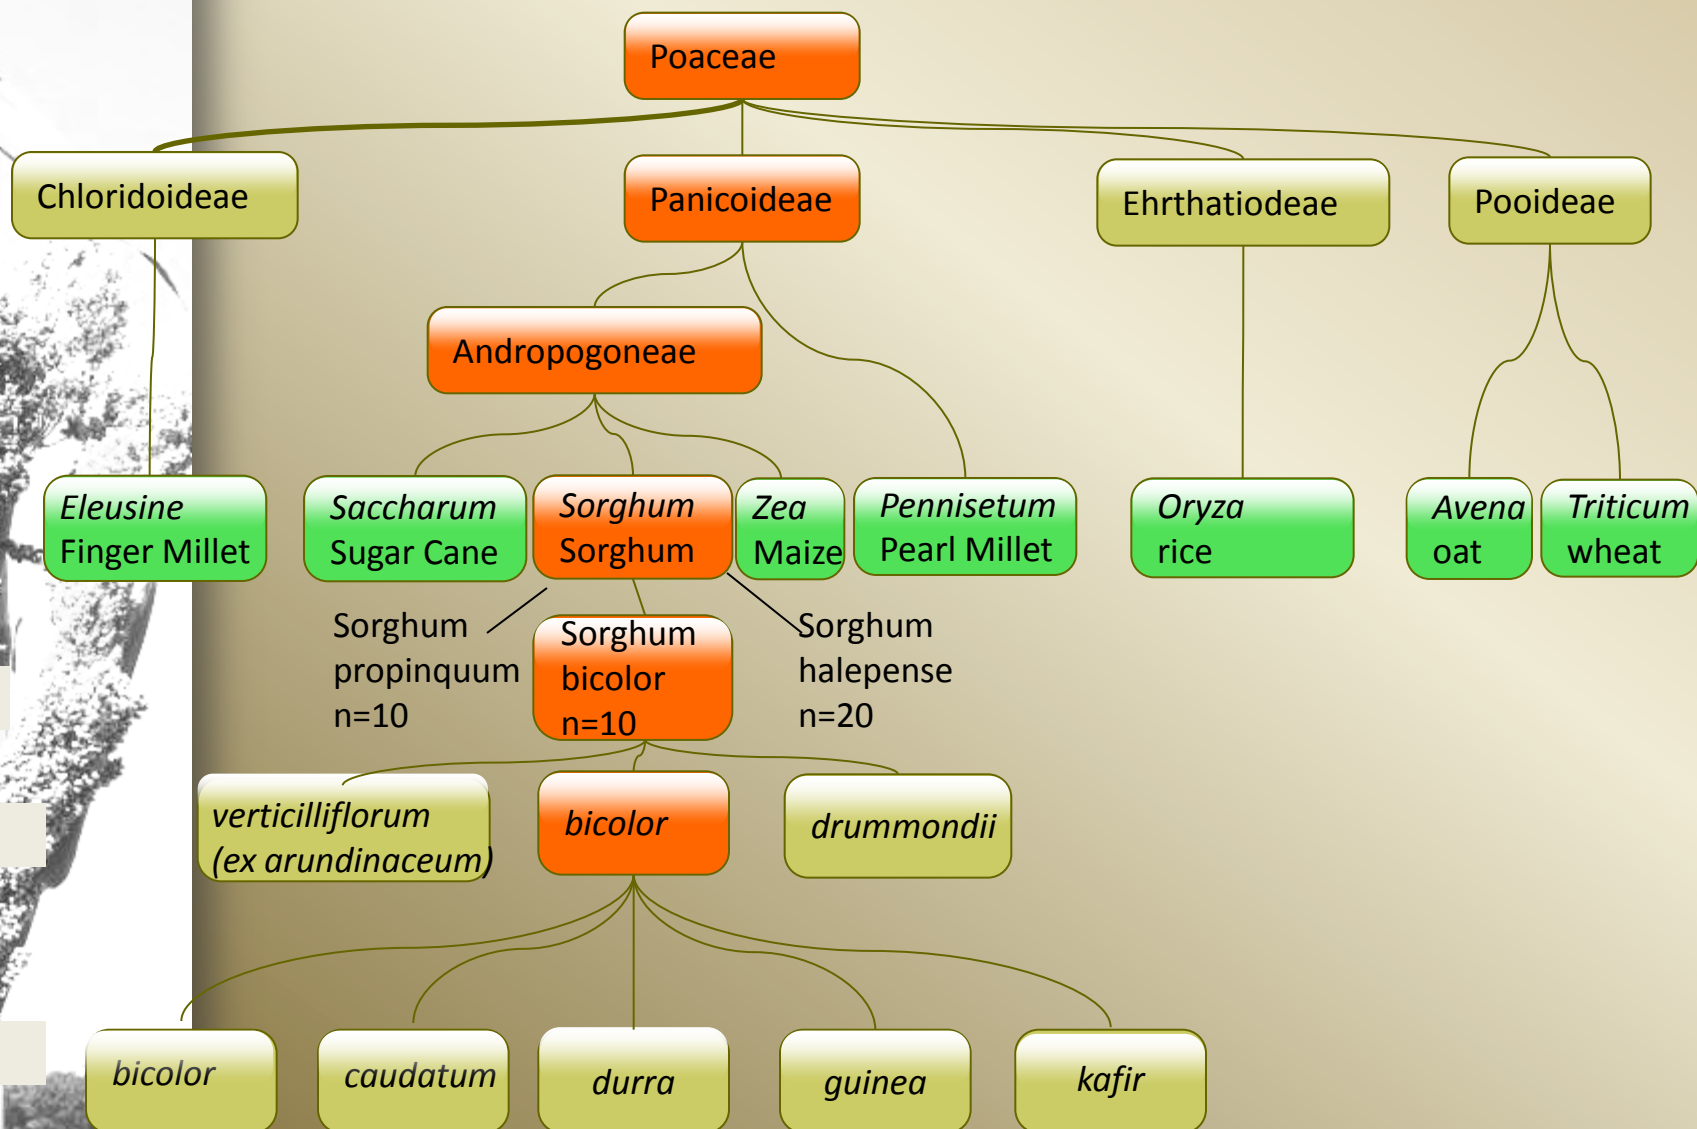 Poaceae
Chloridoideae
Panicoideae
Ehrthatiodeae
Pooideae
Andropogoneae
Eleusine
Finger Millet
Saccharum
Sugar Cane
Sorghum
Sorghum
Zea
Maize
Pennisetum
Pearl Millet
Oryza
rice
Avena
oat
Triticum
wheat
Sorghum
propinquum
n=10
Sorghum
bicolor
n=10
Sorghum
halepense
n=20
verticilliflorum
(ex arundinaceum)
bicolor
drummondii
bicolor
caudatum
durra
guinea
kafir